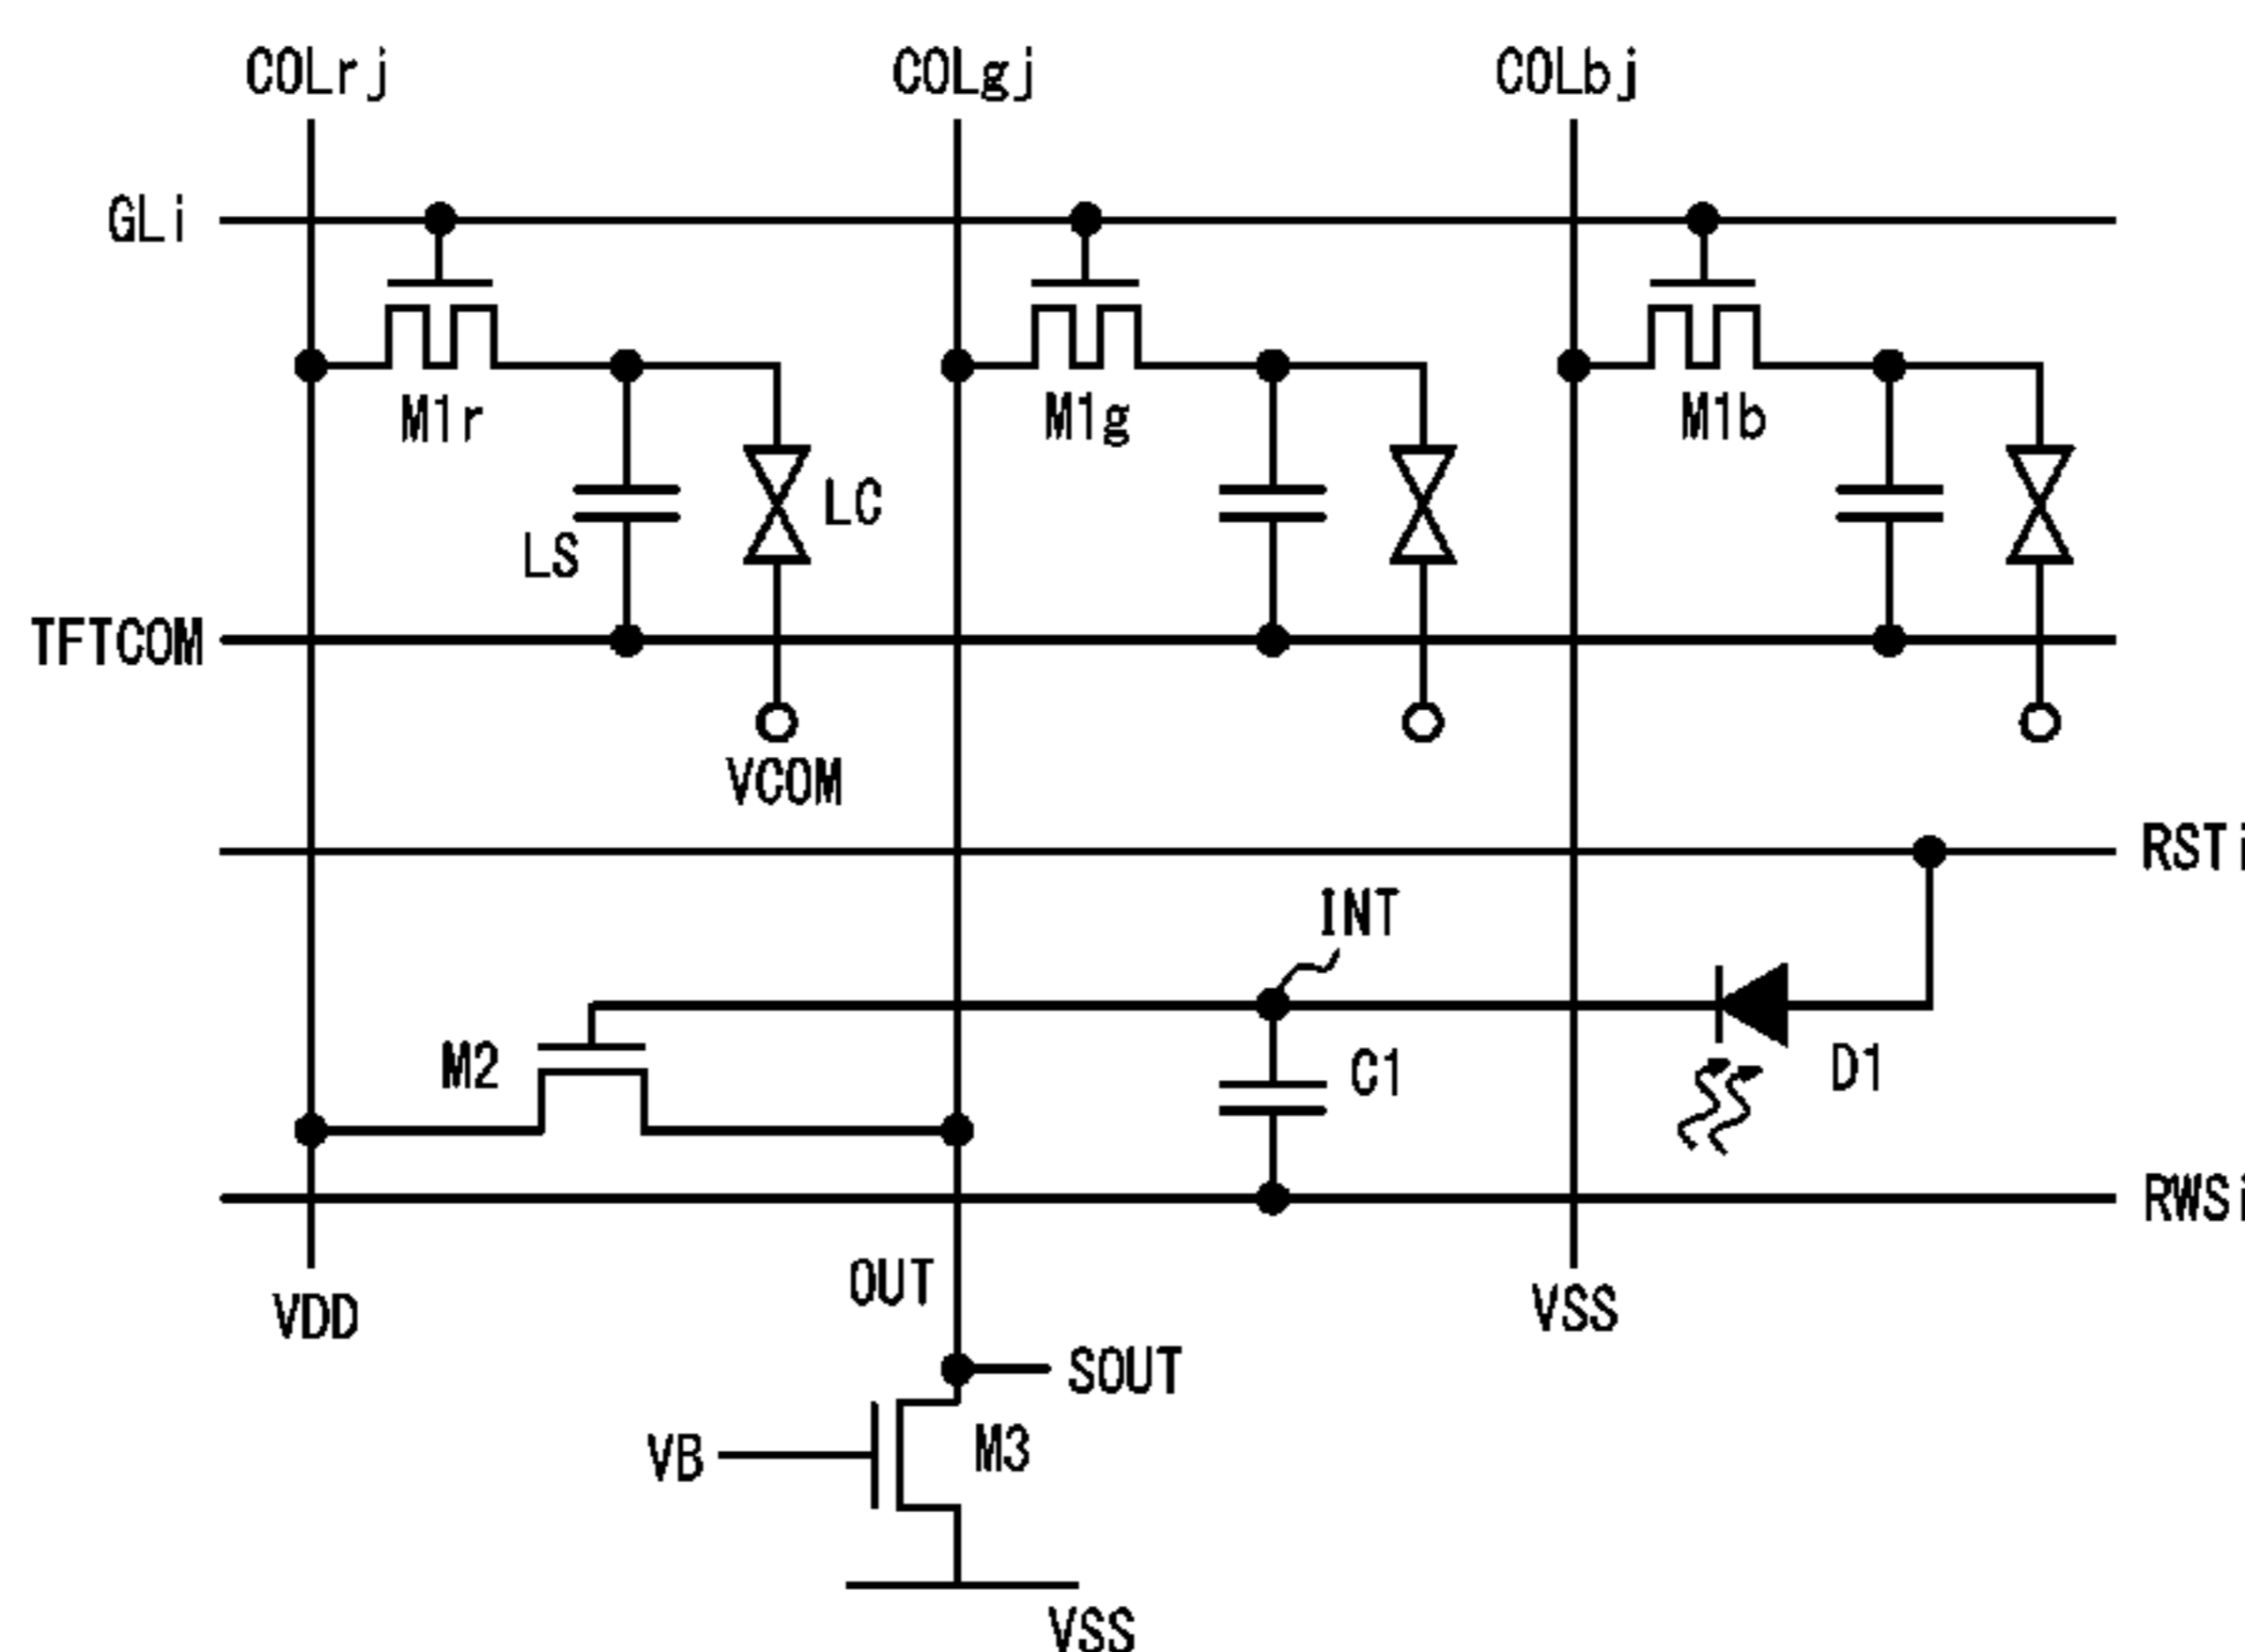 COLrj COLgj COLbj
GLi
M1r M1g M1b
LC
LS
TFTCOM
VCOM
RSTi
INT
M2 C1 D1
RWSi
OUT
VDD VSS
SOUT
M3
VB
VSS